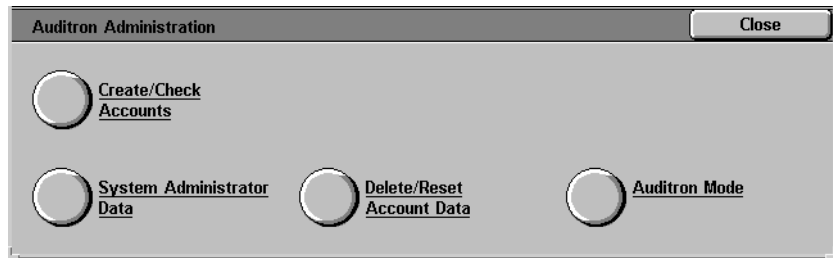 Auditron Administration
Close
Create/Check
Accounts
System Administrator
Data
Delete/Reset
Account Data
Auditron Mode